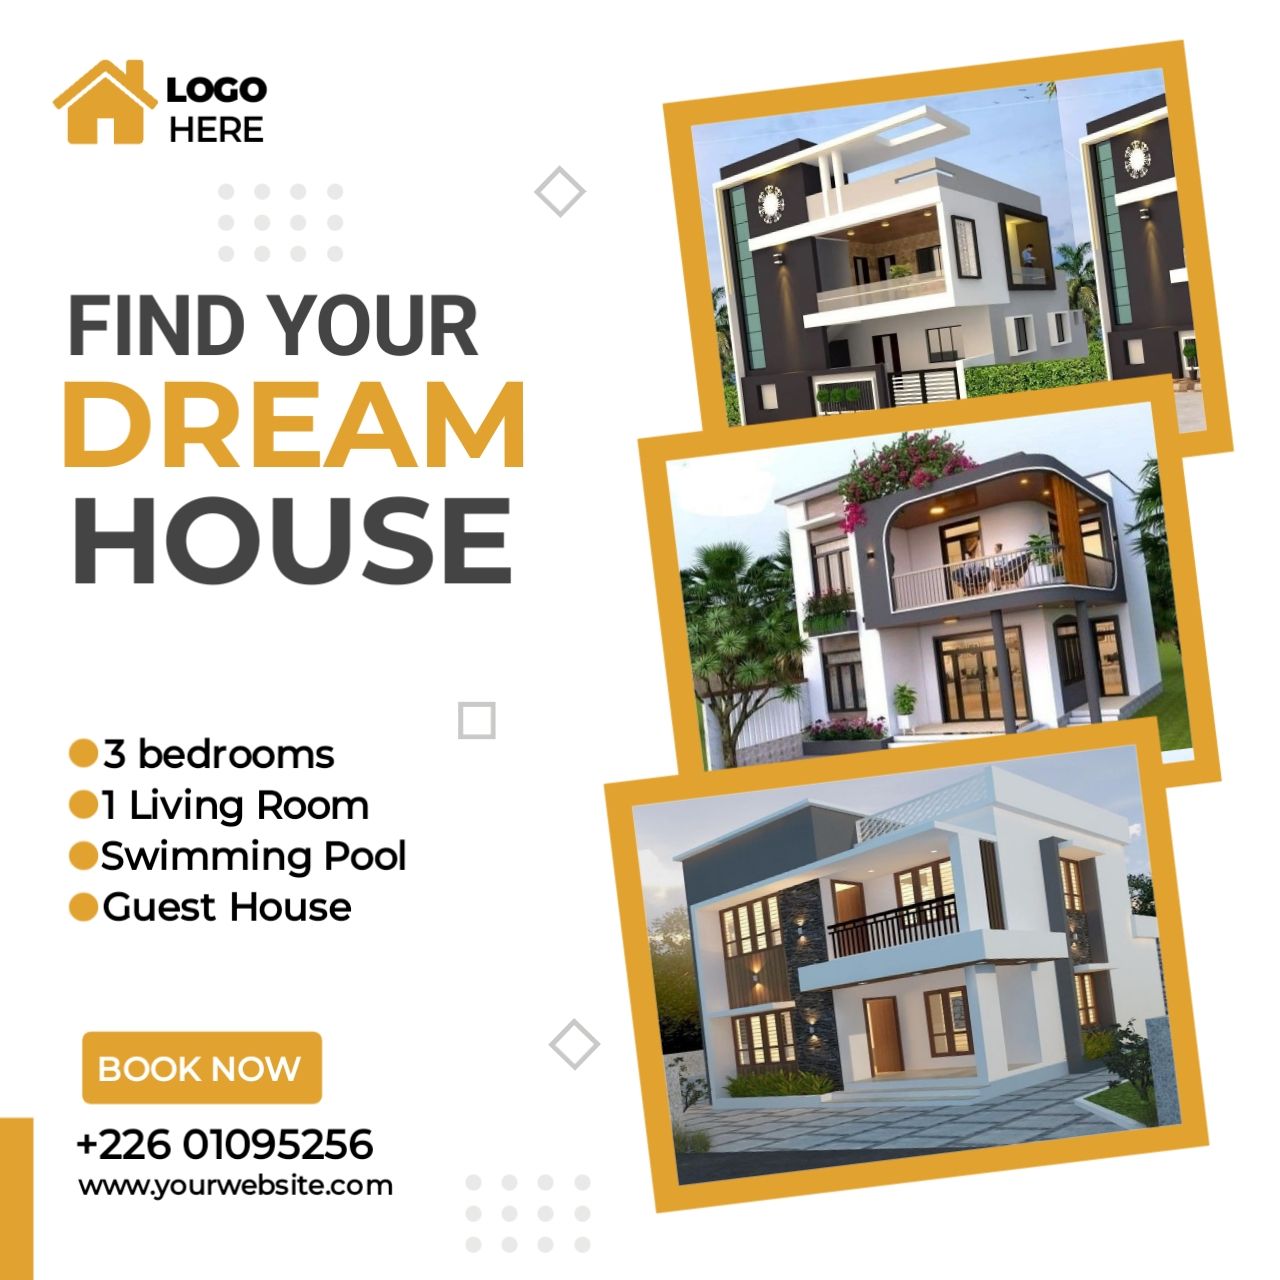 LOGO
HERE
FIND YOUR
DREAM
HOUSE
3 bedrooms
1 Living Room
Swimming Pool
Guest House
BOOK NOW
+226 01095256
www.yourwebsite.com